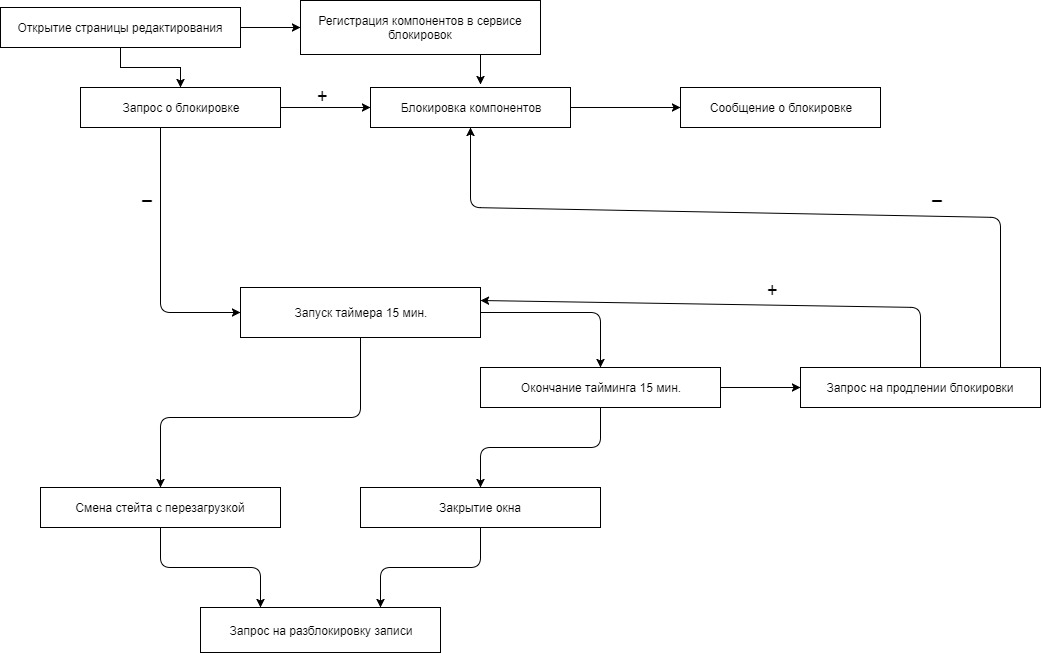 Открытие страницы редактирования
Регистрация компонентов в сервисе
блокировок
Запрос о блокировке
+
Блокировка компонентов
Сообщение о блокировке
–
–
+
Запуск таймера 15 мин.
Окончание тайминга 15 мин.
Запрос на продлении блокировки
Смена стейта с перезагрузкой
Закрытие окна
Запрос на разблокировку записи